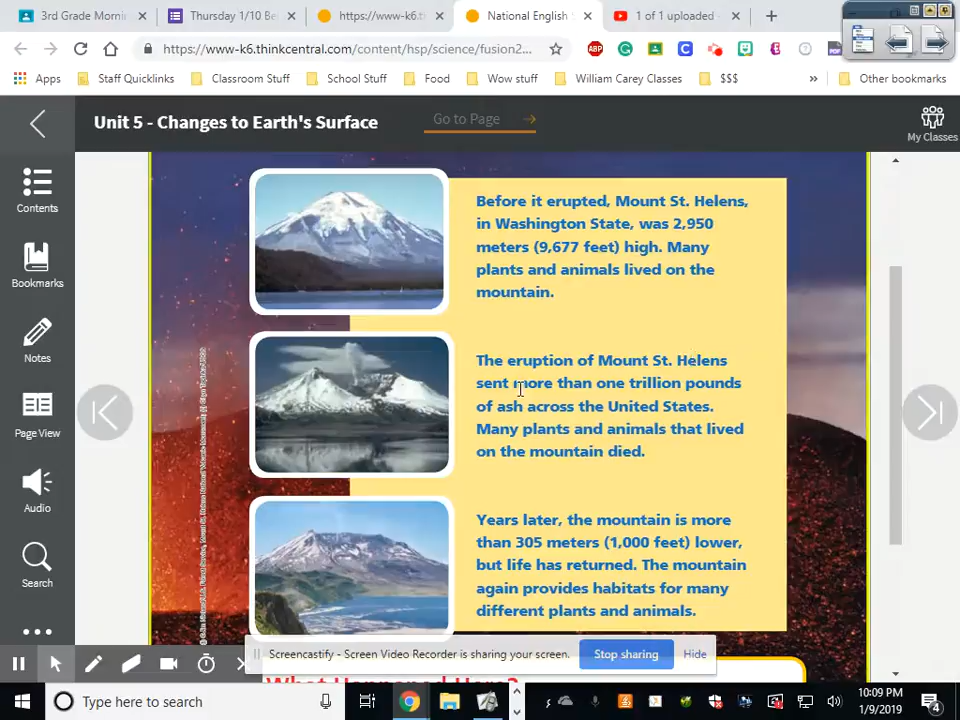 3rd Grade Morni
Thursday 1/10 Be
https://www-k6
National English
1 of 1 uploaded -
https://www-k6.thinkcentral.com/content/hsp/science/fusion2...
Apps
Staff Quicklinks
Classroom Stuff
School Stuff
Food
Wow stuff
William Carey Classes
$$$
»
Other bookmarks
Unit 5 - Changes to Earth's Surface
Go to Page
My Classes
Contents
Bookmarks
Notes
Page View
Audio
Search
Before it erupted, Mount St. Helens,
in Washington State, was 2,950
meters (9,677 feet) high. Many
plants and animals lived on the
mountain.
The eruption of Mount St. Helens
sent more than one trillion pounds
of ash across the United States.
Many plants and animals that lived
on the mountain died.
Years later, the mountain is more
than 305 meters (1,000 feet) lower,
but life has returned. The mountain
again provides habitats for many
different plants and animals.
Screencastify - Screen Video Recorder is sharing your screen.
Stop sharing
Hide
What Happened Here?
Type here to search
10:09 PM
1/9/2019
4